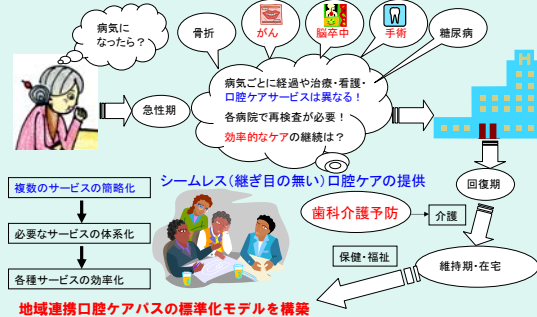 病気に
なったら？
骨折
がん
脳卒中
手術
糖尿病
病気ごとに経過や治療・看護・
口腔ケアサービスは異なる！
各病院で再検査が必要！
効率的なケアの継続は？
急性期
H
シームレス（継ぎ目の無い）口腔ケアの提供
回復期
複数のサービスの簡略化
必要なサービスの体系化
各種サービスの効率化
歯科介護予防
介護
保健・福祉
維持期・在宅
地域連携口腔ケアパスの標準化モデルを構築